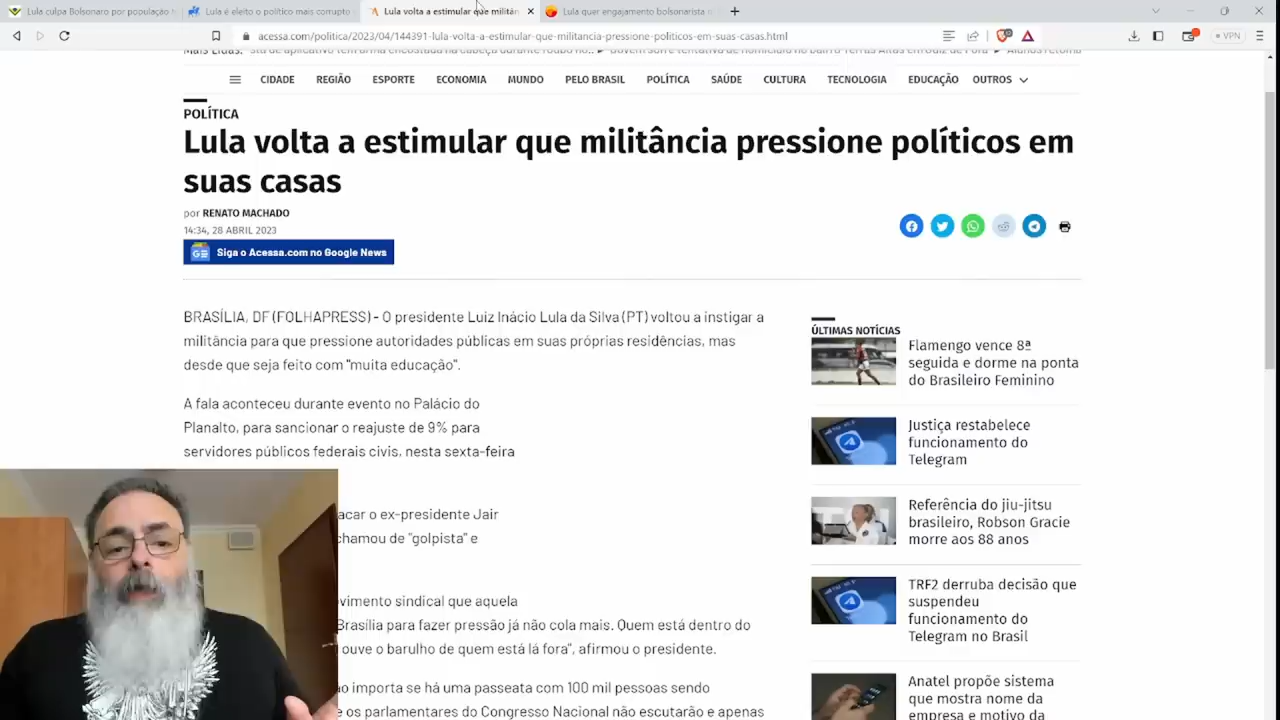 Lula culpa Bolsonaro por população
Lula é eleito o político mais corrupto
Lula volta a estimular que militân
Lula quer engajamento bolsonarista n
acessa.com/politica/2023/04/144391-lula-volta-a-estimular-que-militancia-pressione-politicos-em-suas-casas.html
VPN
CIDADE REGIÃO ESPORTE ECONOMIA MUNDO PELO BRASIL POLÍTICA SAÚDE CULTURA TECNOLOGIA EDUCAÇÃO OUTROS
POLÍTICA
Lula volta a estimular que militância pressione políticos em
suas casas
por RENATO MACHADO
14:34, 28 ABRIL 2023
Siga o Acessa.com no Google News
BRASÍLIA, DF (FOLHAPRESS) - O presidente Luiz Inácio Lula da Silva (PT) voltou a instigar a
militância para que pressione autoridades públicas em suas próprias residências, mas
desde que seja feito com "muita educação".
A fala aconteceu durante evento no Palácio do
Planalto, para sancionar o reajuste de 9% para
servidores públicos federais civis, nesta sexta-feira
acar o ex-presidente Jair
chamou de "golpista" e
ovimento sindical que aquela
Brasília para fazer pressão já não cola mais. Quem está dentro do
ouve o barulho de quem está lá fora", afirmou o presidente.
ão importa se há uma passeata com 100 mil pessoas sendo
e os parlamentares do Congresso Nacional não escutarão e apenas
ÚLTIMAS NOTÍCIAS
Flamengo vence 8ª
seguida e dorme na ponta
do Brasileiro Feminino
Justiça restabelece
funcionamento do
Telegram
Referência do jiu-jitsu
brasileiro, Robson Gracie
morre aos 88 anos
TRF2 derruba decisão que
suspendeu
funcionamento do
Telegram no Brasil
Anatel propõe sistema
que mostra nome da
empresa e motivo da